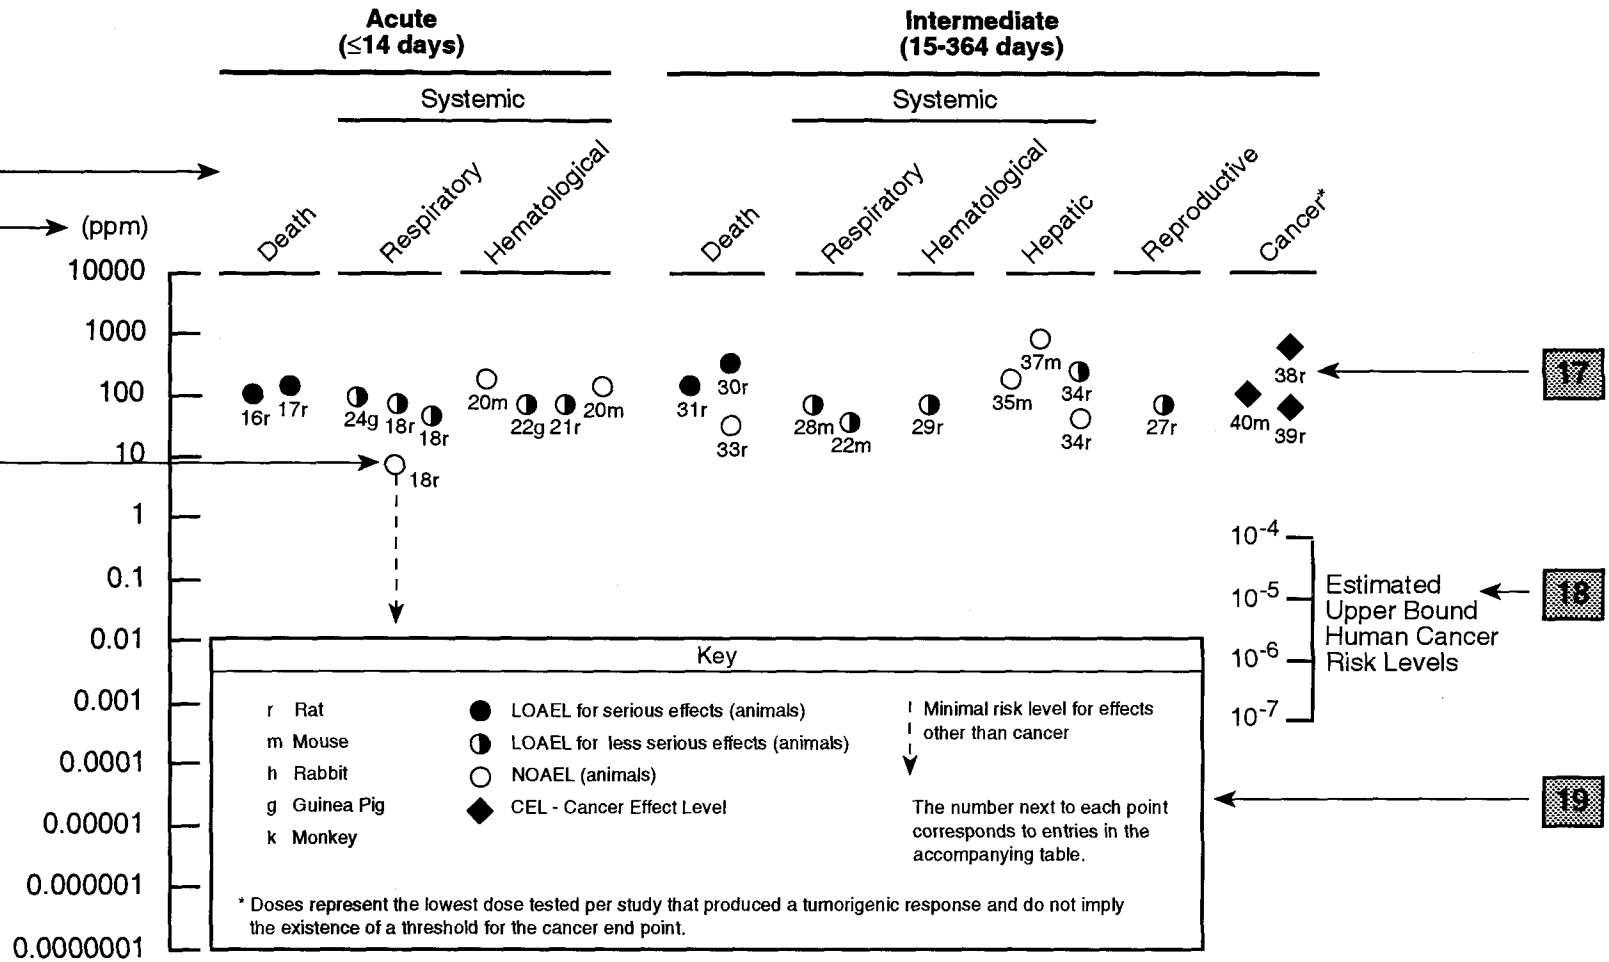 Acute
(≤14 days)
Intermediate
(15-364 days)
Systemic
Systemic
(ppm)
Death
Respiratory
Hematological
Death
Respiratory
Hematological
Hepatic
Reproductive
Cancer*
10000
1000
100
10
1
0.1
0.01
0.001
0.0001
0.00001
0.000001
0.0000001
16r
17r
24g
18r
18r
18r
20m
22g
21r
20m
31r
30r
33r
28m
22m
29r
35m
37m
34r
34r
27r
40m
38r
39r
17
10-4
10-5
10-6
10-7
Estimated
Upper Bound
Human Cancer
Risk Levels
18
Key
r Rat
m Mouse
h Rabbit
g Guinea Pig
k Monkey
LOAEL for serious effects (animals)
LOAEL for less serious effects (animals)
NOAEL (animals)
CEL - Cancer Effect Level
Minimal risk level for effects
other than cancer
The number next to each point
corresponds to entries in the
accompanying table.
* Doses represent the lowest dose tested per study that produced a tumorigenic response and do not imply
the existence of a threshold for the cancer end point.
19